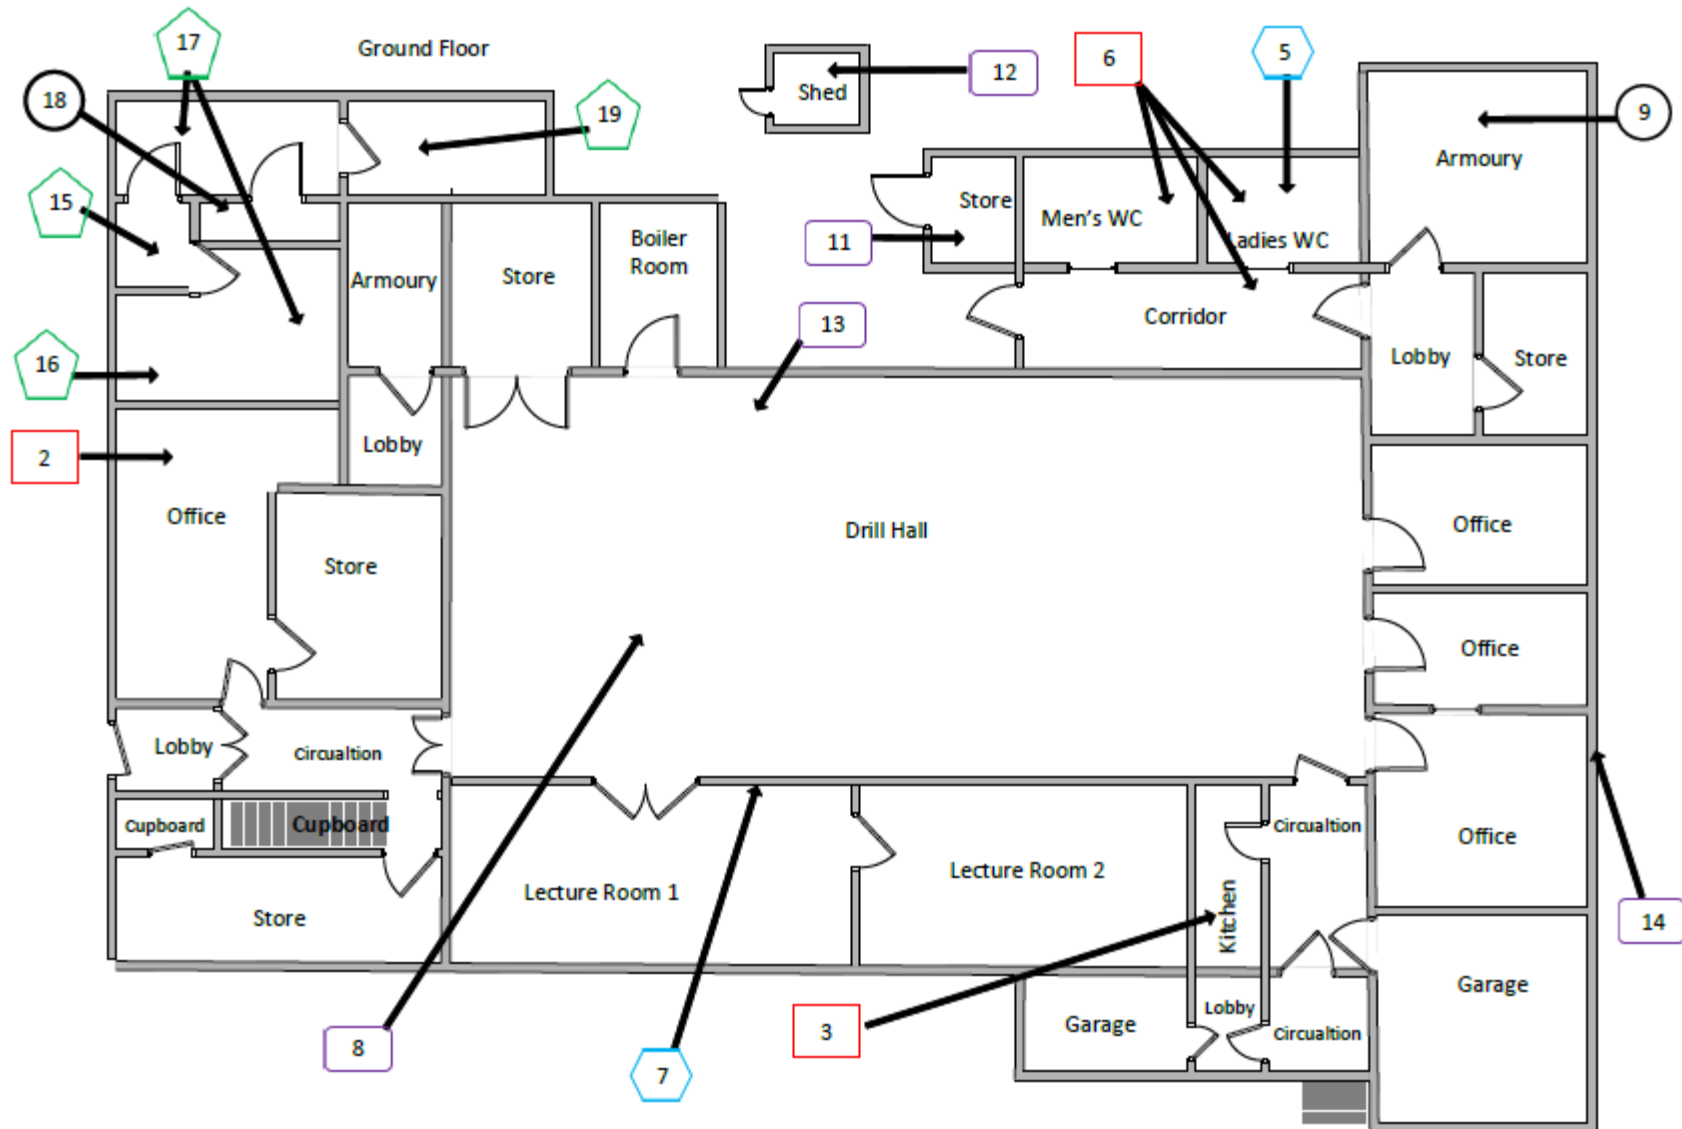 17
Ground Floor
12
6
5
Shed
18
19
9
Armoury
15
Store
Men's WC
Ladies WC
11
Boiler
Room
Armoury
Store
13
Corridor
Lobby
Store
16
2
Lobby
Office
Drill Hall
Office
Store
Office
Lobby
Circualtion
Cupboard
Cupboard
Circualtion
Office
Lecture Room 1
Lecture Room 2
Kitchen
Store
14
Garage
Lobby
Garage
Circualtion
3
8
7